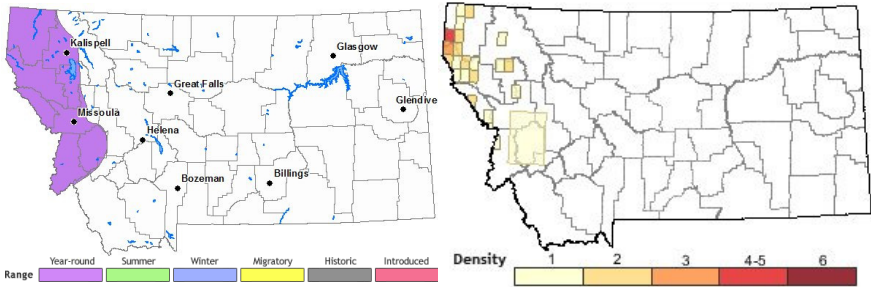 Kalispell
Glasgow
Great Falls
Glendive
Missoula
Helena
Bozeman
Billings
Range
Year-round Summer Winter Migratory Historic Introduced
Density
1 2 3 4-5 6